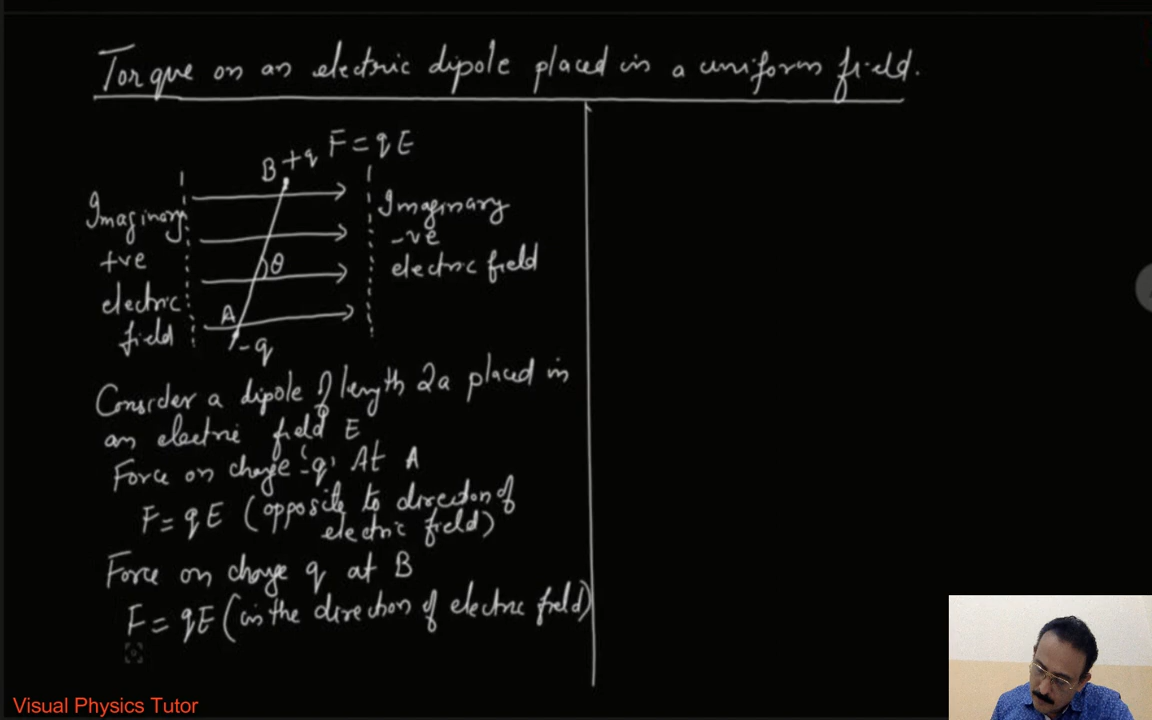 Torque on an electric dipole placed in a uniform field.
B +q F = qE
Imaginary
+ve
electric
field
Imaginary
-ve
electric field
θ
A
-q
Consider a dipole of length 2a placed in
an electric field E
Force on charge '-q' At A
F = qE (opposite to direction of
electric field)
Force on charge q at B
F = qE (in the direction of electric field)
Visual Physics Tutor